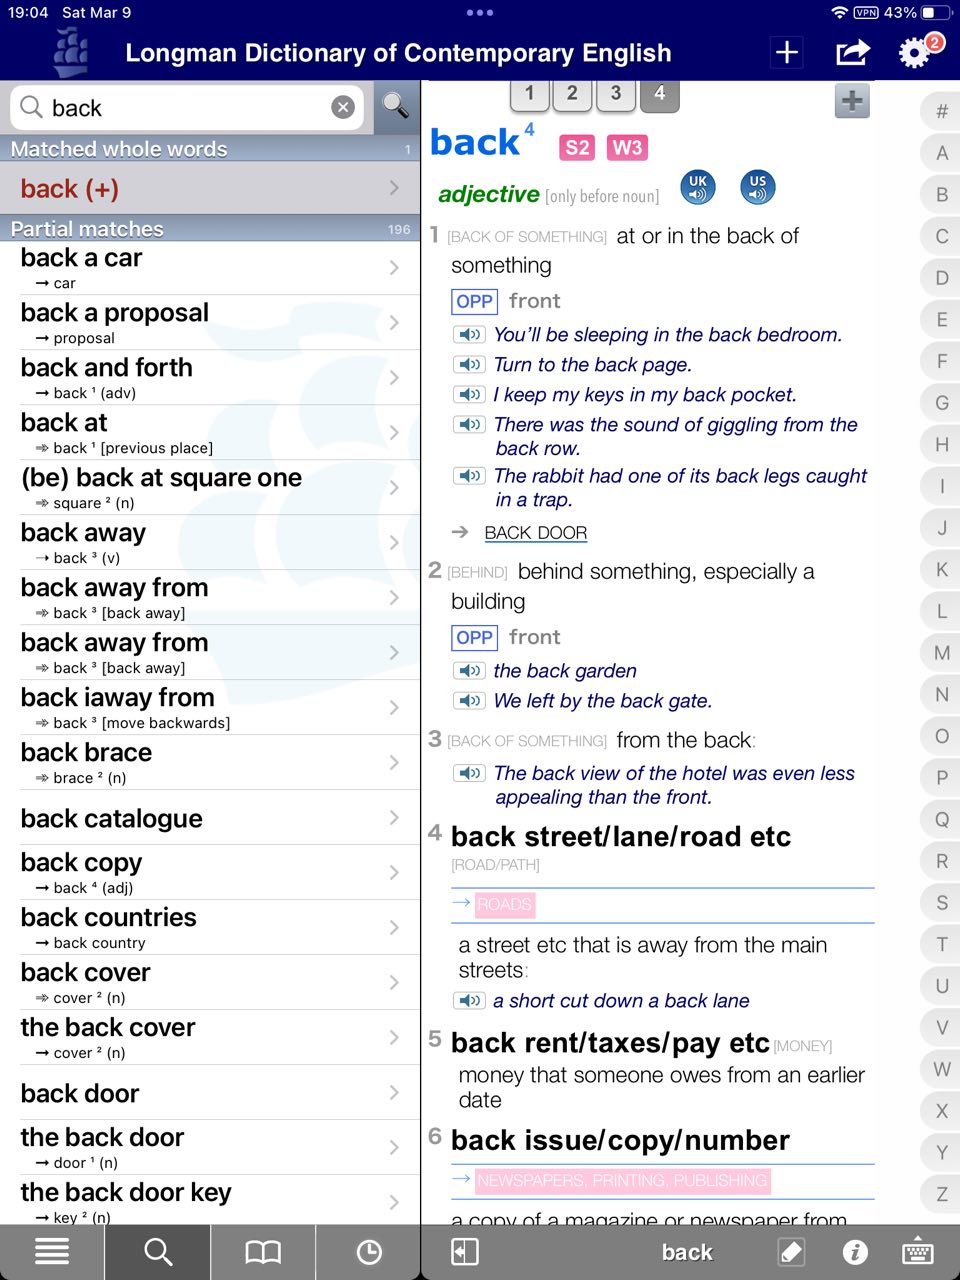 19:04 Sat Mar 9
VPN 43%
Longman Dictionary of Contemporary English
2
back
Matched whole words 1
back (+)
Partial matches 196
back a car
→ car
back a proposal
→ proposal
back and forth
→ back ¹ (adv)
back at
⇒ back ¹ [previous place]
(be) back at square one
⇒ square ² (n)
back away
→ back ³ (v)
back away from
⇒ back ³ [back away]
back away from
⇒ back ³ [back away]
back iaway from
⇒ back ³ [move backwards]
back brace
⇒ brace ² (n)
back catalogue
back copy
→ back ⁴ (adj)
back countries
→ back country
back cover
⇒ cover ² (n)
the back cover
→ cover ² (n)
back door
the back door
→ door ¹ (n)
the back door key
→ key ² (n)
1 2 3 4
back 4 S2 W3
adjective [only before noun] UK US
1 [BACK OF SOMETHING] at or in the back of
something
OPP front
You'll be sleeping in the back bedroom.
Turn to the back page.
I keep my keys in my back pocket.
There was the sound of giggling from the
back row.
The rabbit had one of its back legs caught
in a trap.
→ BACK DOOR
2 [BEHIND] behind something, especially a
building
OPP front
the back garden
We left by the back gate.
3 [BACK OF SOMETHING] from the back:
The back view of the hotel was even less
appealing than the front.
4 back street/lane/road etc
[ROAD/PATH]
→ ROADS
a street etc that is away from the main
streets:
a short cut down a back lane
5 back rent/taxes/pay etc [MONEY]
money that someone owes from an earlier
date
6 back issue/copy/number
→ NEWSPAPERS, PRINTING, PUBLISHING
a copy of a magazine or newspaper from
back
#
A
B
C
D
E
F
G
H
I
J
K
L
M
N
O
P
Q
R
S
T
U
V
W
X
Y
Z